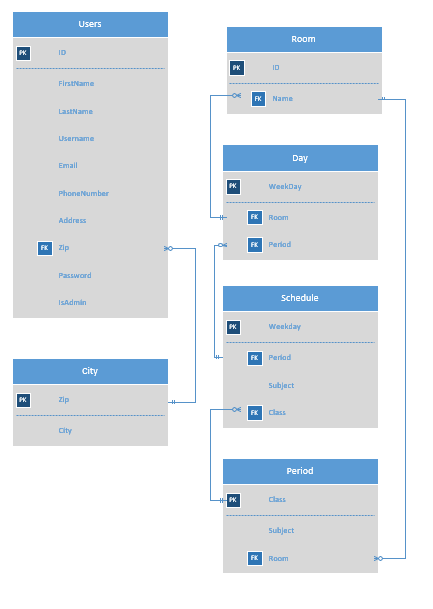 Users
PK ID
FirstName
LastName
Username
Email
PhoneNumber
Address
FK Zip
Password
IsAdmin
City
PK Zip
City
Room
PK ID
FK Name
Day
PK WeekDay
FK Room
FK Period
Schedule
PK Weekday
FK Period
Subject
FK Class
Period
PK Class
Subject
FK Room